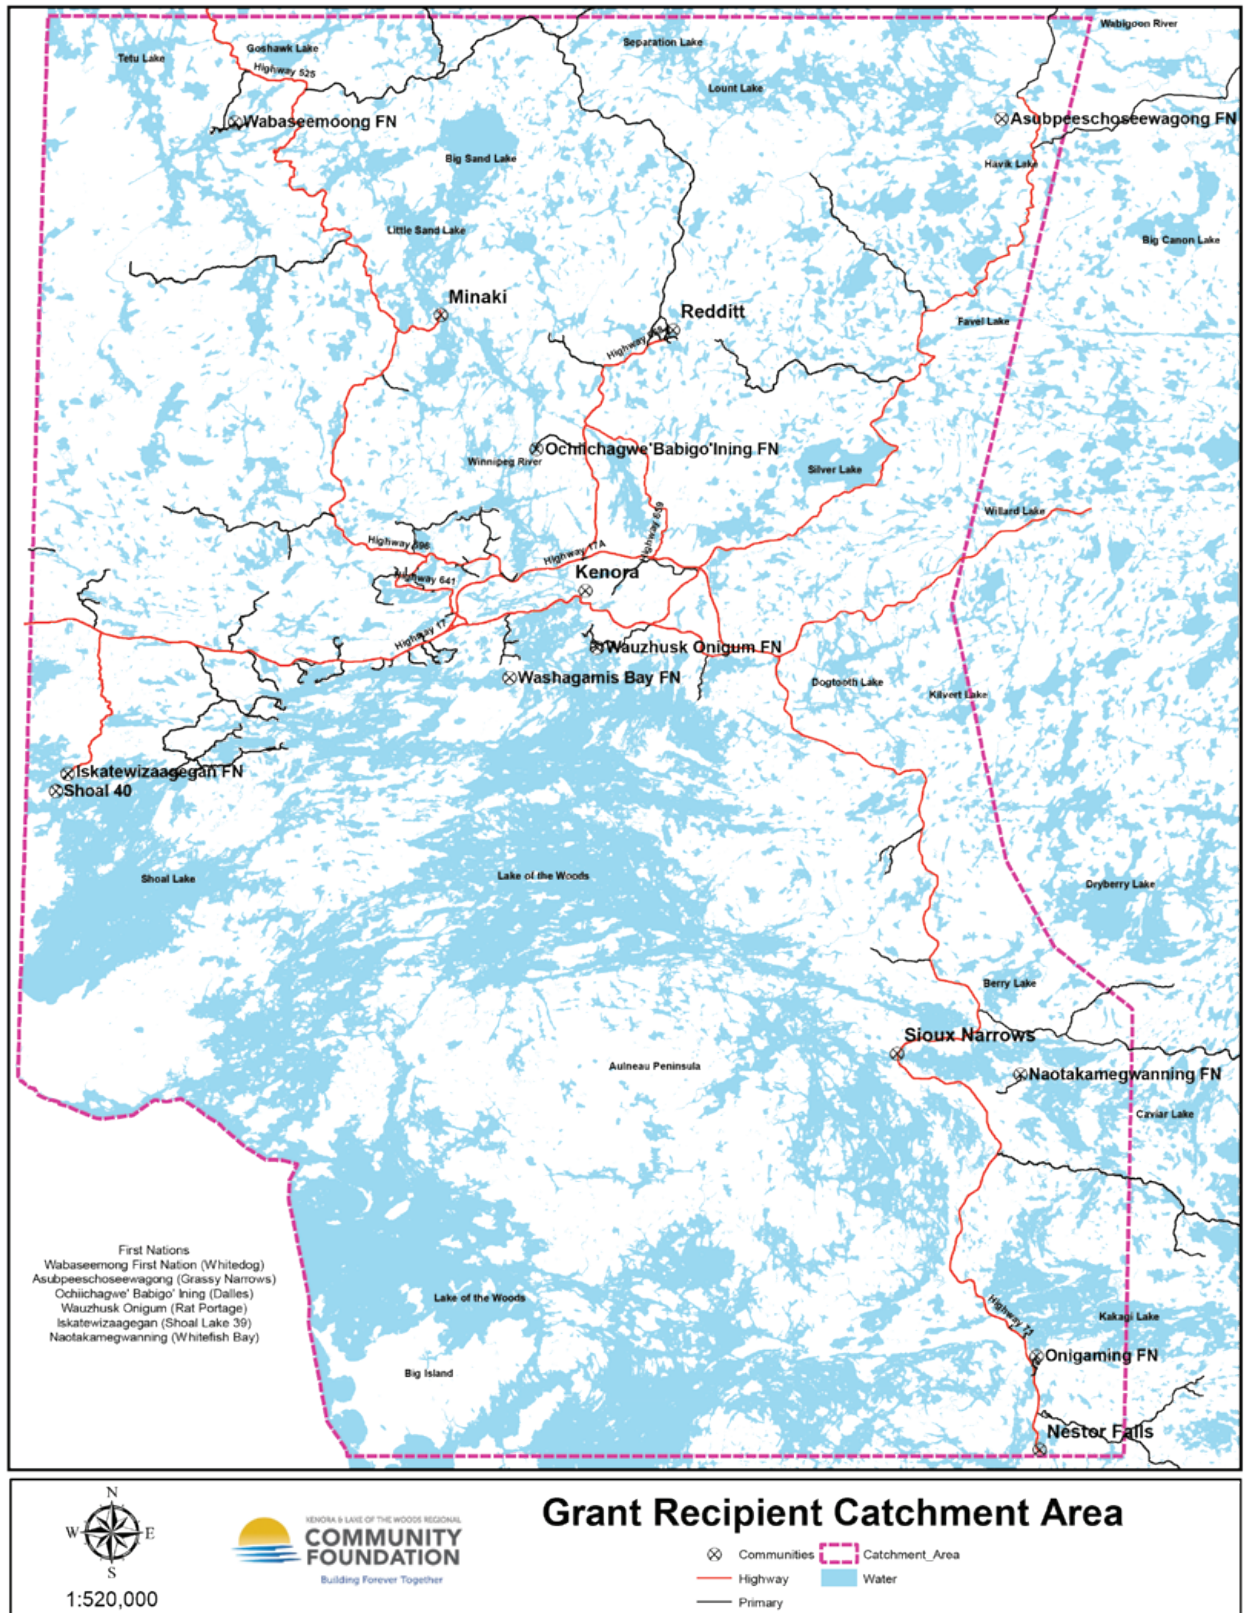 Wabigoon River
Separation Lake
Goshawk Lake
Tetu Lake
Highway 525
Lount Lake
Wabaseemoong FN
Asubpeeschoseewagong FN
Big Sand Lake
Havik Lake
Little Sand Lake
Big Canon Lake
Minaki
Redditt
Favel Lake
Highway
Ochiichagwe'Babigo'Ining FN
Winnipeg River
Silver Lake
Willard Lake
Highway 659
Highway 596
Highway 17A
Kenora
Highway 641
Highway 17
Wauzhusk Onigum FN
Washagamis Bay FN
Dogtooth Lake
Kilvert Lake
Iskatewizaagegan FN
Shoal 40
Shoal Lake
Lake of the Woods
Dryberry Lake
Berry Lake
Sioux Narrows
Aulneau Peninsula
Naotakamegwanning FN
Caviar Lake
First Nations
Wabaseemong First Nation (Whitedog)
Asubpeeschoseewagong (Grassy Narrows)
Ochiichagwe' Babigo' Ining (Dalles)
Wauzhusk Onigum (Rat Portage)
Iskatewizaagegan (Shoal Lake 39)
Naotakamegwanning (Whitefish Bay)
Lake of the Woods
Highway 71
Kakagi Lake
Onigaming FN
Big Island
Nestor Falls
N
W E
S
1:520,000
KENORA & LAKE OF THE WOODS REGIONAL
COMMUNITY
FOUNDATION
Building Forever Together
Grant Recipient Catchment Area
Communities
Catchment_Area
Highway
Water
Primary